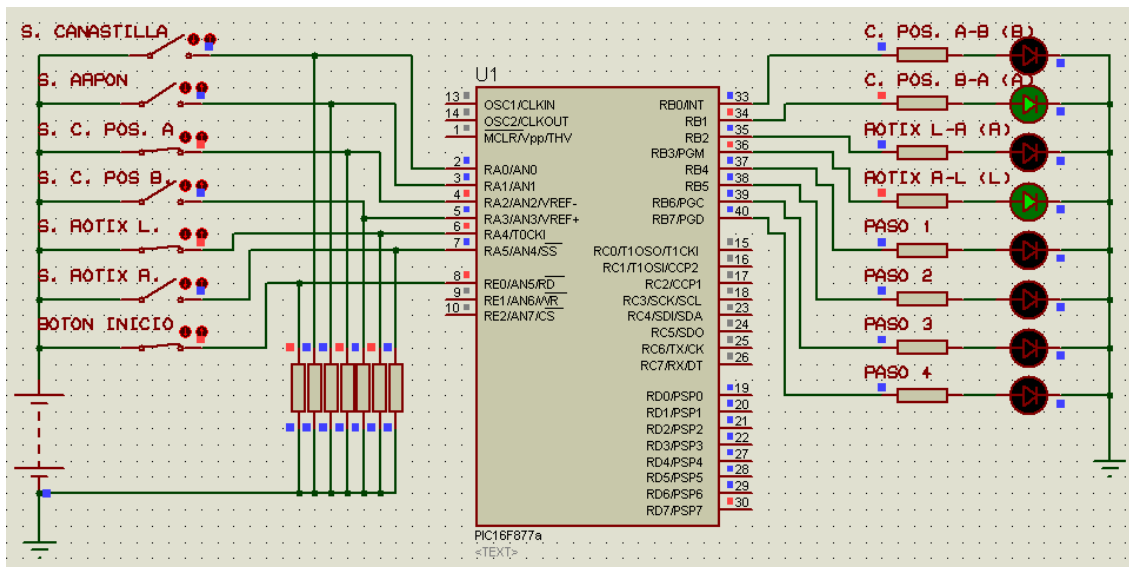 S. CANASTILLA
S. ARPON
S. C. POS. A
S. C. POS B.
S. ROTIX L.
S. ROTIX R.
BOTON INICIO
U1
13 OSC1/CLKIN
14 OSC2/CLKOUT
1 MCLR/Vpp/THV
2 RA0/AN0
3 RA1/AN1
4 RA2/AN2/VREF-
5 RA3/AN3/VREF+
6 RA4/T0CKI
7 RA5/AN4/SS
8 RE0/AN5/RD
9 RE1/AN6/WR
10 RE2/AN7/CS
RB0/INT 33
RB1 34
RB2 35
RB3/PGM 36
RB4 37
RB5 38
RB6/PGC 39
RB7/PGD 40
RC0/T1OSO/T1CKI 15
RC1/T1OSI/CCP2 16
RC2/CCP1 17
RC3/SCK/SCL 18
RC4/SDI/SDA 23
RC5/SDO 24
RC6/TX/CK 25
RC7/RX/DT 26
RD0/PSP0 19
RD1/PSP1 20
RD2/PSP2 21
RD3/PSP3 22
RD4/PSP4 27
RD5/PSP5 28
RD6/PSP6 29
RD7/PSP7 30
PIC16F877a
<TEXT>
C. POS. A-B (B)
C. POS. B-A (A)
ROTIX L-R (R)
ROTIX R-L (L)
PASO 1
PASO 2
PASO 3
PASO 4